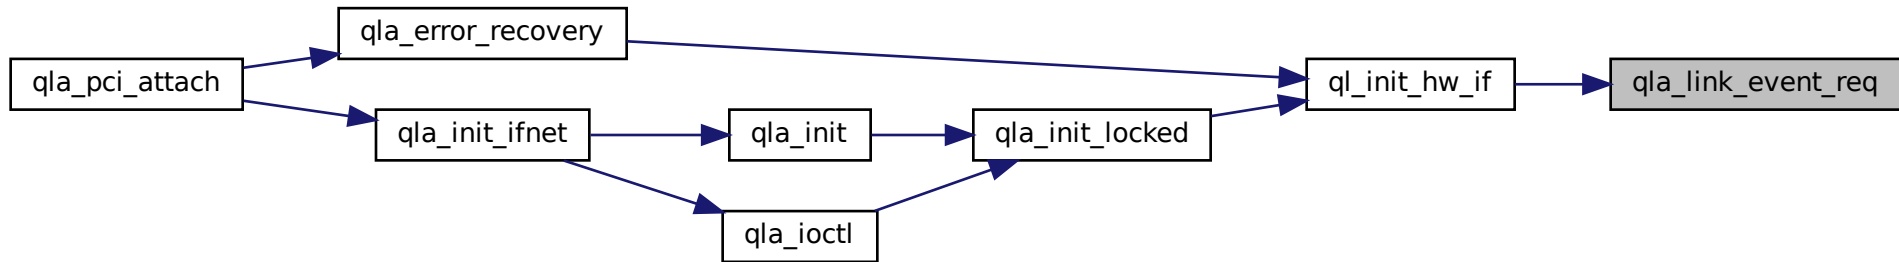 qla_error_recovery
qla_pci_attach
ql_init_hw_if
qla_link_event_req
qla_init_ifnet
qla_init
qla_init_locked
qla_ioctl